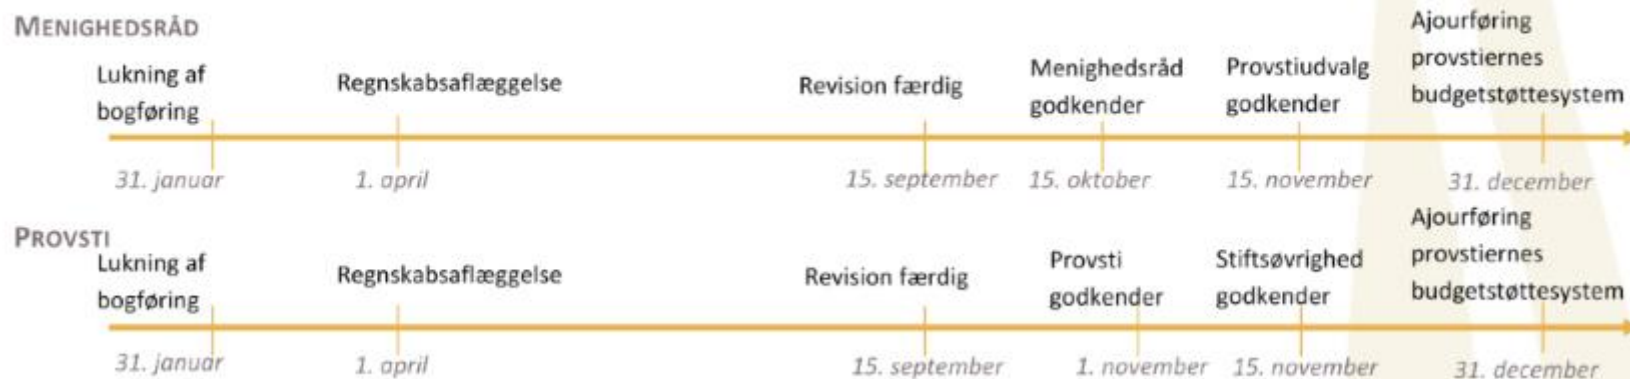 MENIGHEDSRÅD
Lukning af
bogføring
Regnskabsaflæggelse
Revision færdig
Menighedsråd
godkender
Provstiudvalg
godkender
Ajourføring
provstiernes
budgetstøttesystem
31. januar
1. april
15. september
15. oktober
15. november
31. december
PROVSTI
Lukning af
bogføring
Regnskabsaflæggelse
Revision færdig
Provsti
godkender
Stiftsøvrighed
godkender
Ajourføring
provstiernes
budgetstøttesystem
31. januar
1. april
15. september
1. november
15. november
31. december